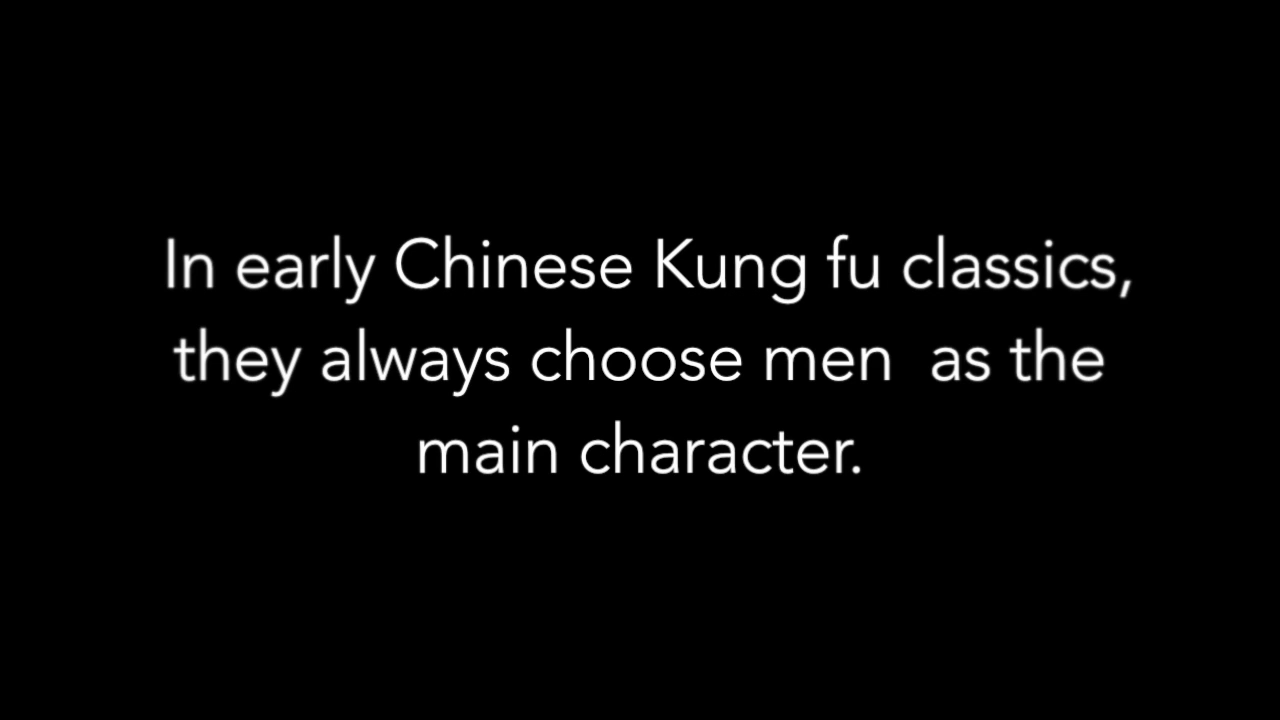 In early Chinese Kung fu classics,
they always choose men  as the
main character.